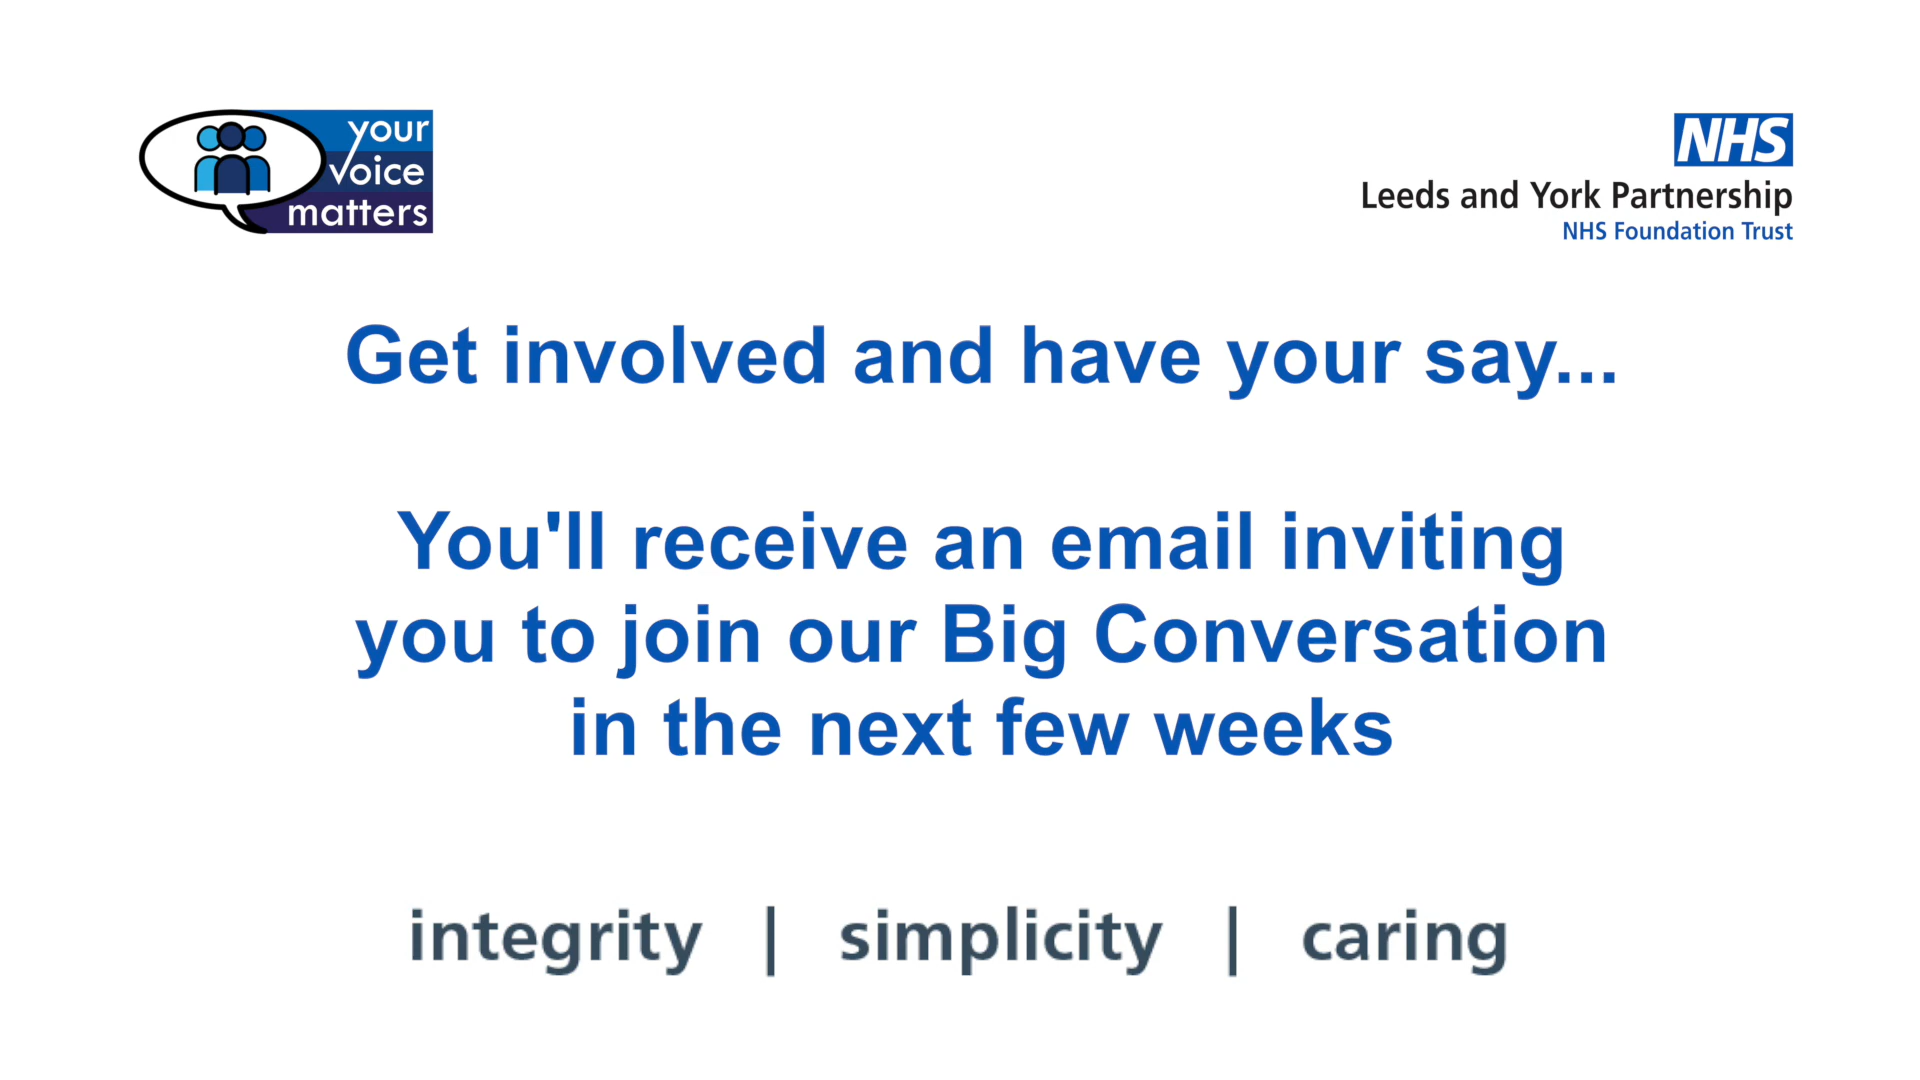 your
voice
matters
NHS
Leeds and York Partnership
NHS Foundation Trust
Get involved and have your say...
You'll receive an email inviting
you to join our Big Conversation
in the next few weeks
integrity | simplicity | caring